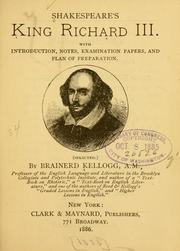 SHAKESPEARE'S
KING RICHARD III.
WITH
INTRODUCTION, NOTES, EXAMINATION PAPERS, AND
PLAN OF PREPARATION.
(SELECTED.)
BY BRAINERD KELLOGG, A.M.,
Professor of the English Language and Literature in the Brooklyn
Collegiate and Polytechnic Institute, and author of a "Text-
Book on Rhetoric," a "Text-Book on English Liter-
ature," and one of the authors of Reed & Kellogg's
"Graded Lessons in English," and "Higher
Lessons in English."
OCT 8 1885
WASHINGTON
NEW YORK:
CLARK & MAYNARD, PUBLISHERS,
771 BROADWAY.
1886.